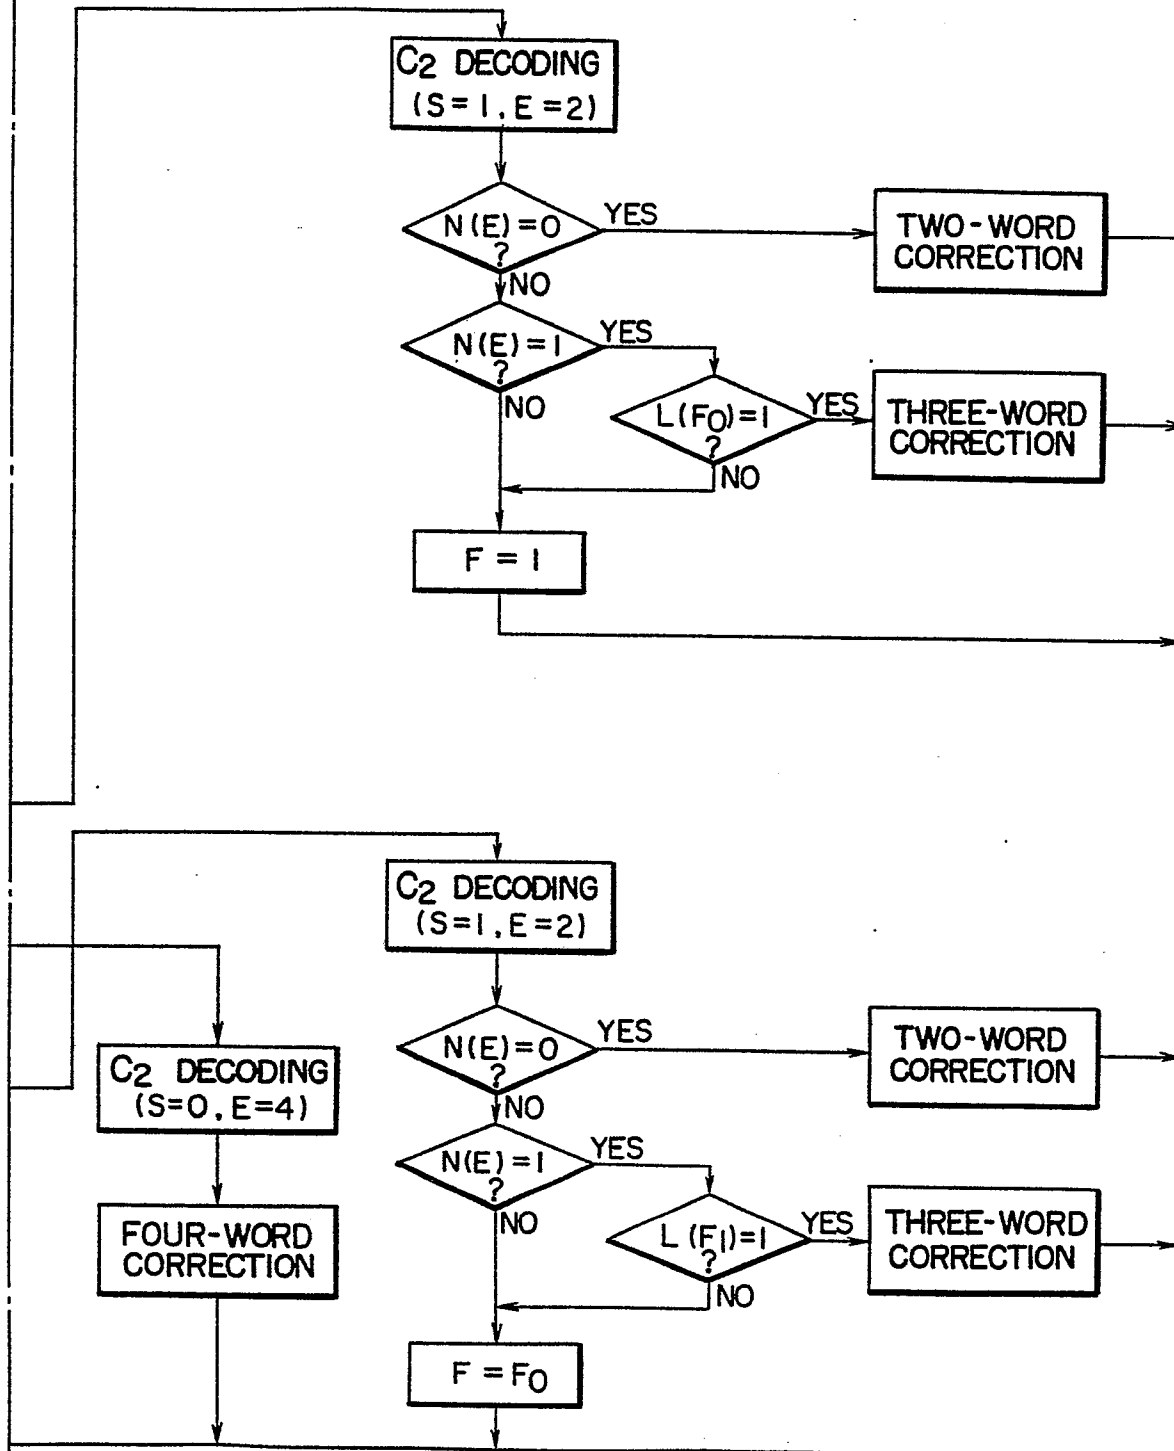 C2 DECODING
(S=1, E=2)
N(E)=0
?
YES
TWO-WORD
CORRECTION
NO
N(E)=1
?
YES
NO
L(F0)=1
?
YES
THREE-WORD
CORRECTION
NO
F = 1
C2 DECODING
(S=1, E=2)
N(E)=0
?
YES
TWO-WORD
CORRECTION
NO
C2 DECODING
(S=0, E=4)
N(E)=1
?
YES
NO
L(F1)=1
?
YES
THREE-WORD
CORRECTION
NO
FOUR-WORD
CORRECTION
F = F0